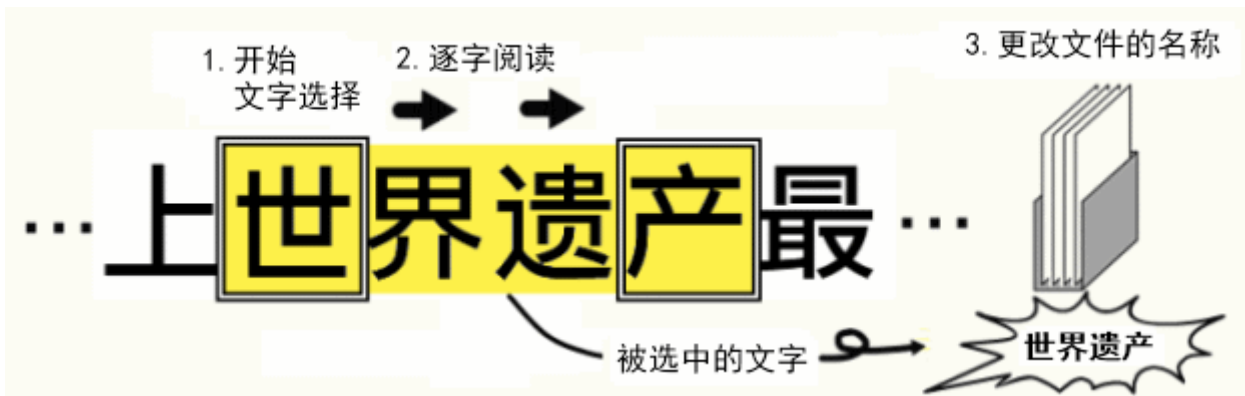 1. 开始
文字选择
2. 逐字阅读
3. 更改文件的名称
…上世界遗产最…
被选中的文字
世界遗产